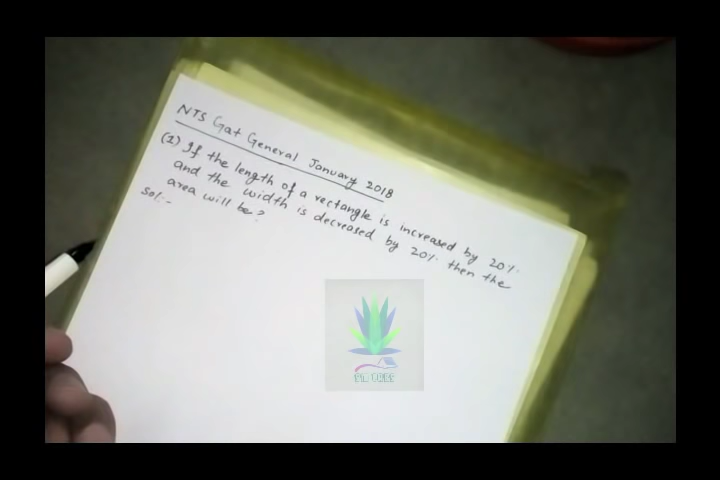 NTS Gat General January 2018
(1) If the length of a rectangle is increased by 20%.
and the width is decreased by 20%. then the
area will be?
Sol:-